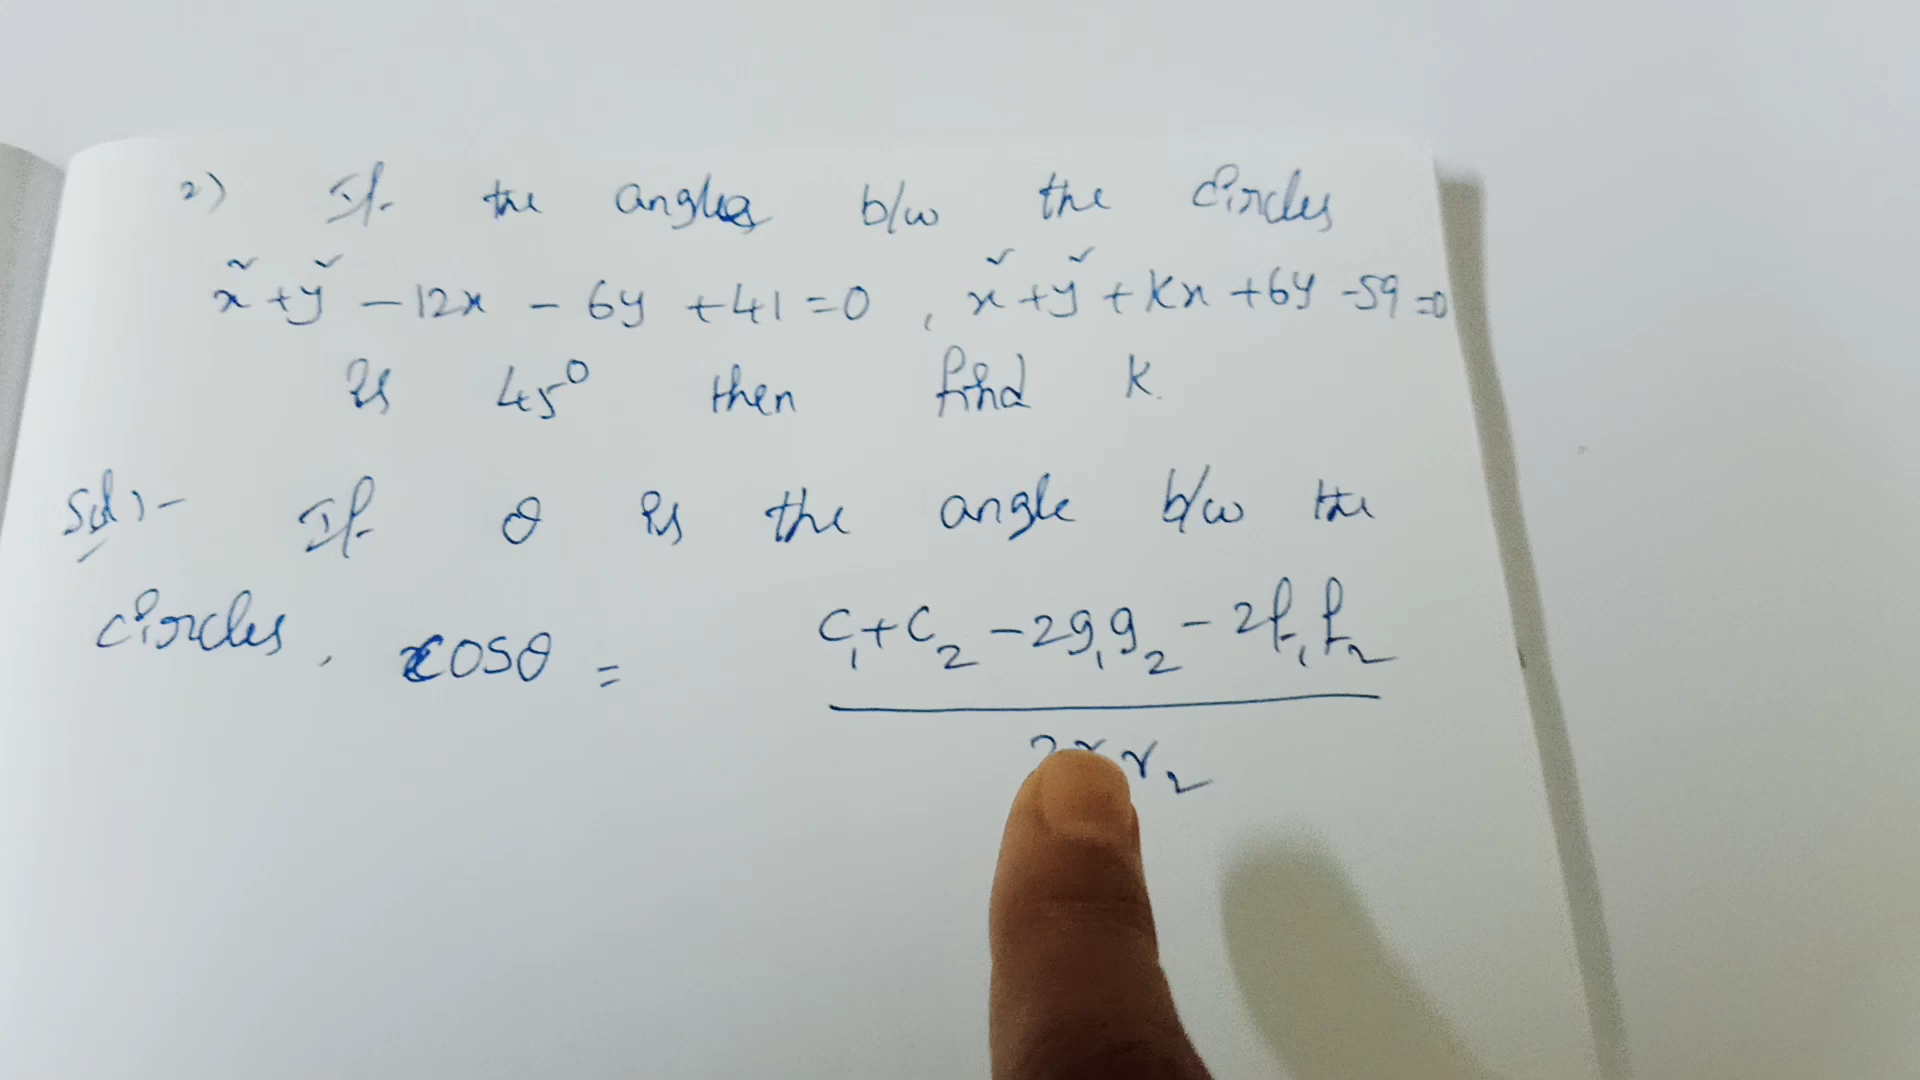 2) If the angle b/w the circles
x²+y² -12x - 6y +41=0 , x²+y²+kx+6y-59=0
is 45⁰ then find k.
Sol:- If θ is the angle b/w the
circles, cosθ = (c₁+c₂-2g₁g₂-2f₁f₂)/
r₂